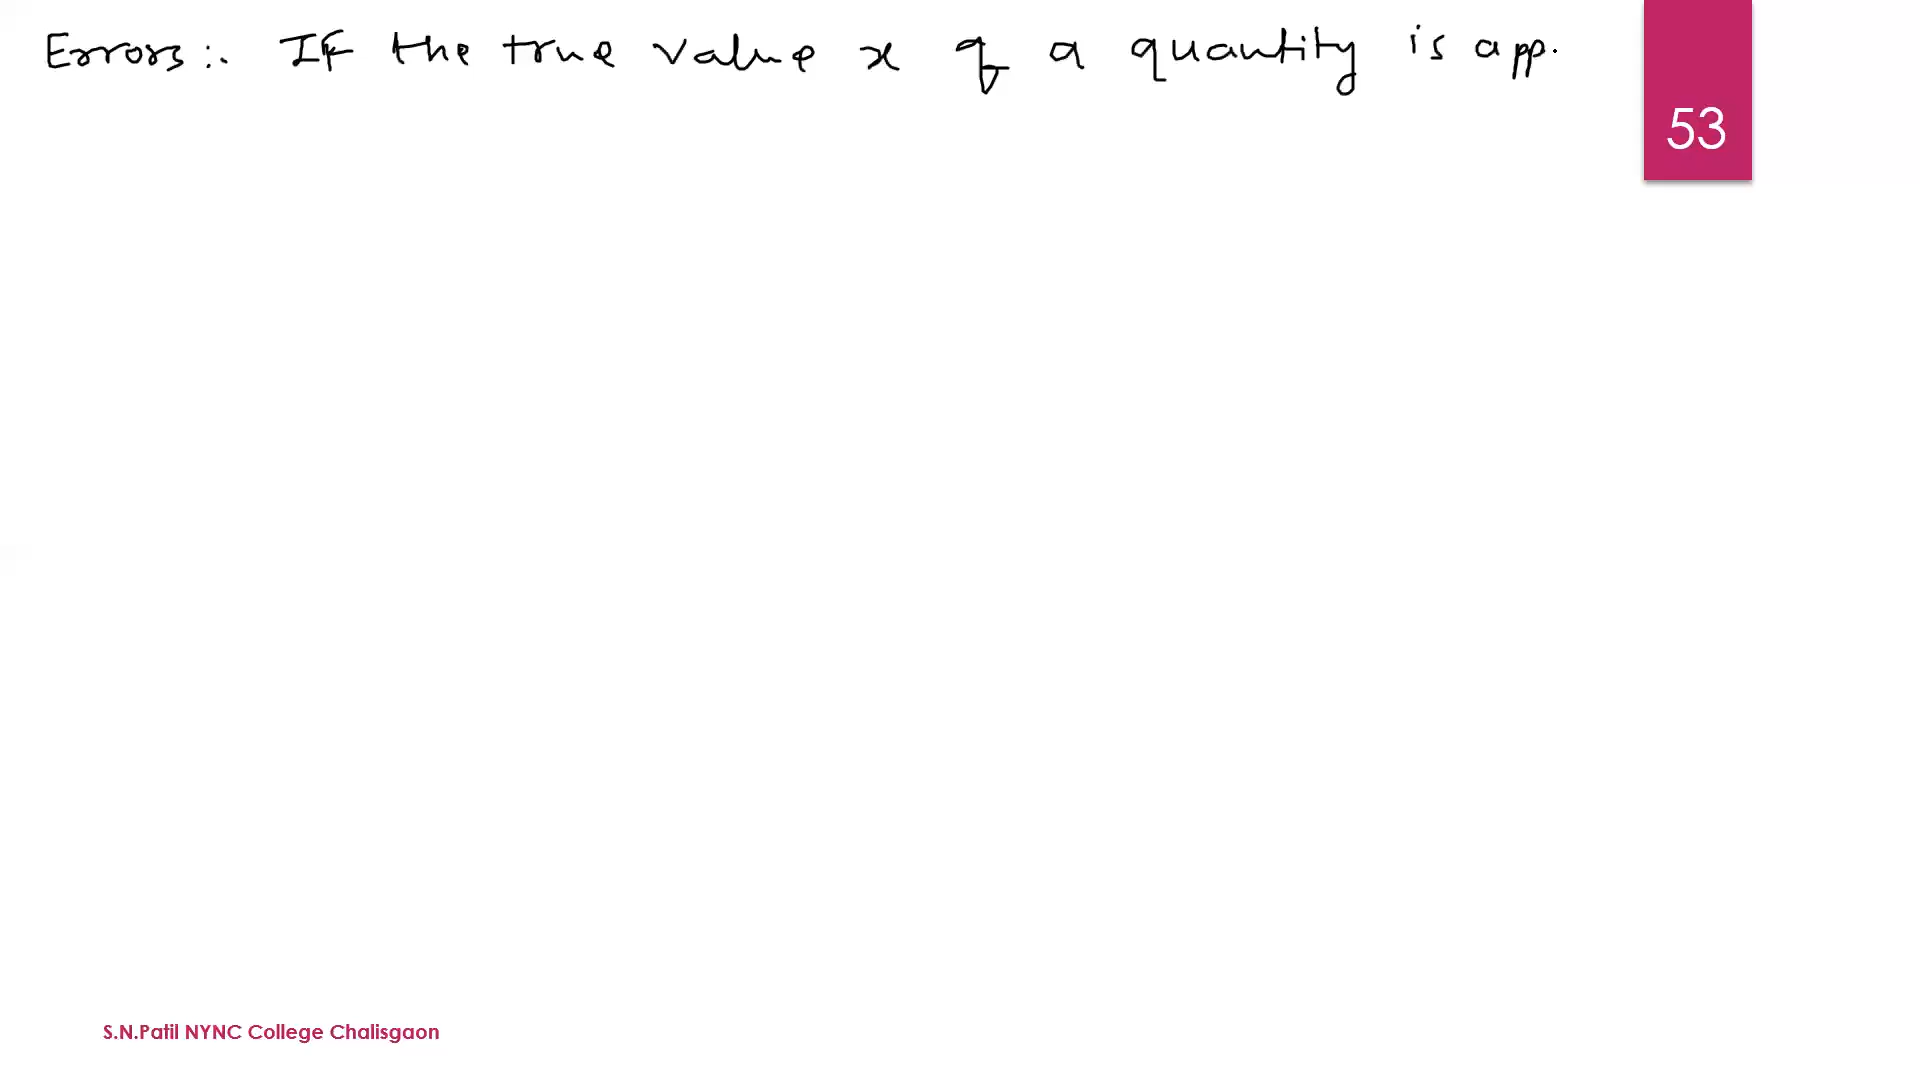 Errors :- IF the true value x of a quantity is app.
53
S.N.Patil NYNC College Chalisgaon